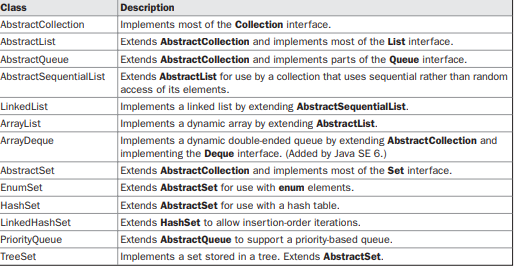 Class Description
AbstractCollection Implements most of the Collection interface.
AbstractList Extends AbstractCollection and implements most of the List interface.
AbstractQueue Extends AbstractCollection and implements parts of the Queue interface.
AbstractSequentialList Extends AbstractList for use by a collection that uses sequential rather than random
access of its elements.
LinkedList Implements a linked list by extending AbstractSequentialList.
ArrayList Implements a dynamic array by extending AbstractList.
ArrayDeque Implements a dynamic double-ended queue by extending AbstractCollection and
implementing the Deque interface. (Added by Java SE 6.)
AbstractSet Extends AbstractCollection and implements most of the Set interface.
EnumSet Extends AbstractSet for use with enum elements.
HashSet Extends AbstractSet for use with a hash table.
LinkedHashSet Extends HashSet to allow insertion-order iterations.
PriorityQueue Extends AbstractQueue to support a priority-based queue.
TreeSet Implements a set stored in a tree. Extends AbstractSet.